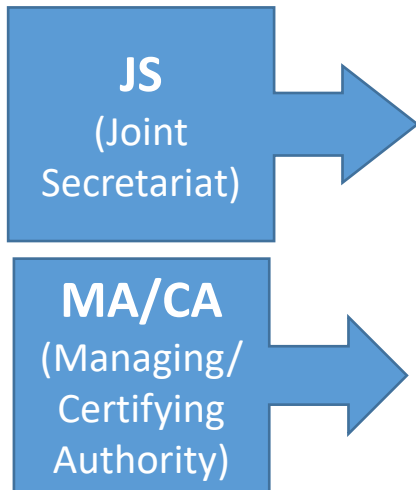 JS
(Joint
Secretariat)
MA/CA
(Managing/
Certifying
Authority)